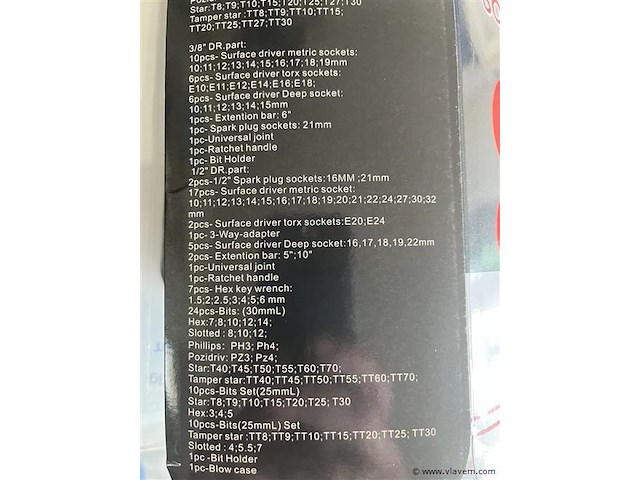 Star:T8;T9;T10;T15;T20;T25;T27;T30
Tamper star :TT8;TT9;TT10;TT15;
TT20;TT25;TT27;TT30
3/8" DR.part:
10pcs- Surface driver metric sockets:
10;11;12;13;14;15;16;17;18;19mm
6pcs- Surface driver torx sockets:
E10;E11;E12;E14;E16;E18;
6pcs- Surface driver Deep socket:
10;11;12;13;14;15mm
1pcs- Extention bar: 6"
1pc- Spark plug sockets: 21mm
1pc-Universal joint
1pc-Ratchet handle
1pc- Bit Holder
1/2" DR.part:
2pcs-1/2" Spark plug sockets:16MM ;21mm
17pcs- Surface driver metric socket:
10;11;12;13;14;15;16;17;18;19;20;21;22;24;27;30;32
mm
2pcs- Surface driver torx sockets:E20;E24
1pc- 3-Way-adapter
5pcs- Surface driver Deep socket:16,17,18,19,22mm
2pcs- Extention bar: 5";10"
1pc-Universal joint
1pc-Ratchet handle
7pcs- Hex key wrench:
1.5;2;2.5;3;4;5;6 mm
24pcs-Bits: (30mmL)
Hex:7;8;10;12;14;
Slotted : 8;10;12;
Phillips: PH3; Ph4;
Pozidriv: PZ3; Pz4;
Star:T40;T45;T50;T55;T60;T70;
Tamper star:TT40;TT45;TT50;TT55;TT60;TT70;
10pcs-Bits Set(25mmL)
Star:T8;T9;T10;T15;T20;T25; T30
Hex:3;4;5
10pcs-Bits(25mmL) Set
Tamper star :TT8;TT9;TT10;TT15;TT20;TT25; TT30
Slotted : 4;5.5;7
1pc -Bit Holder
1pc-Blow case
© www.vlavem.com